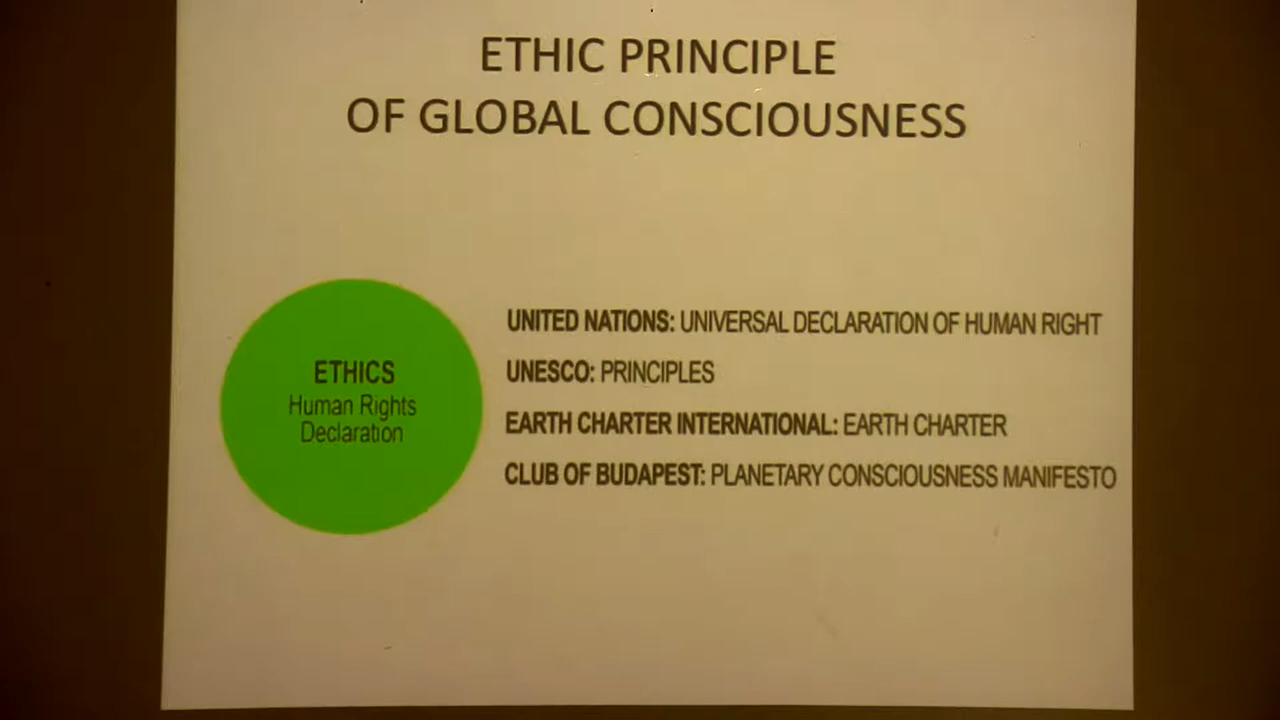 ETHIC PRINCIPLE
OF GLOBAL CONSCIOUSNESS
ETHICS
Human Rights
Declaration
UNITED NATIONS: UNIVERSAL DECLARATION OF HUMAN RIGHT
UNESCO: PRINCIPLES
EARTH CHARTER INTERNATIONAL: EARTH CHARTER
CLUB OF BUDAPEST: PLANETARY CONSCIOUSNESS MANIFESTO